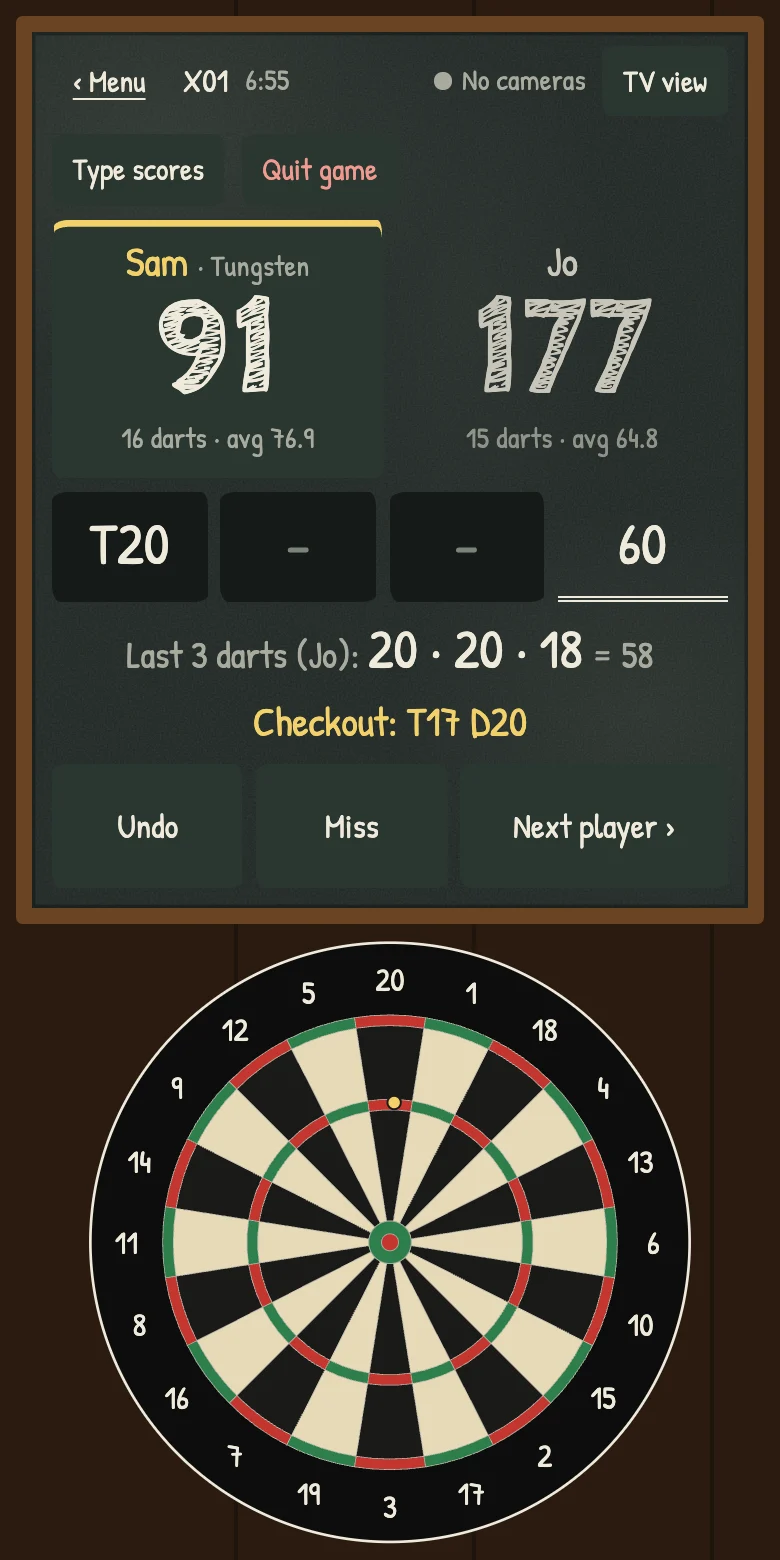 ‹ Menu X01 6:55 No cameras TV view
Type scores Quit game
Sam · Tungsten
91
16 darts · avg 76.9
Jo
177
15 darts · avg 64.8
T20 – – 60
Last 3 darts (Jo): 20 · 20 · 18 = 58
Checkout: T17 D20
Undo Miss Next player ›
20
5 1
12 18
9 4
14 13
11 6
8 10
16 15
7 2
19 17
3